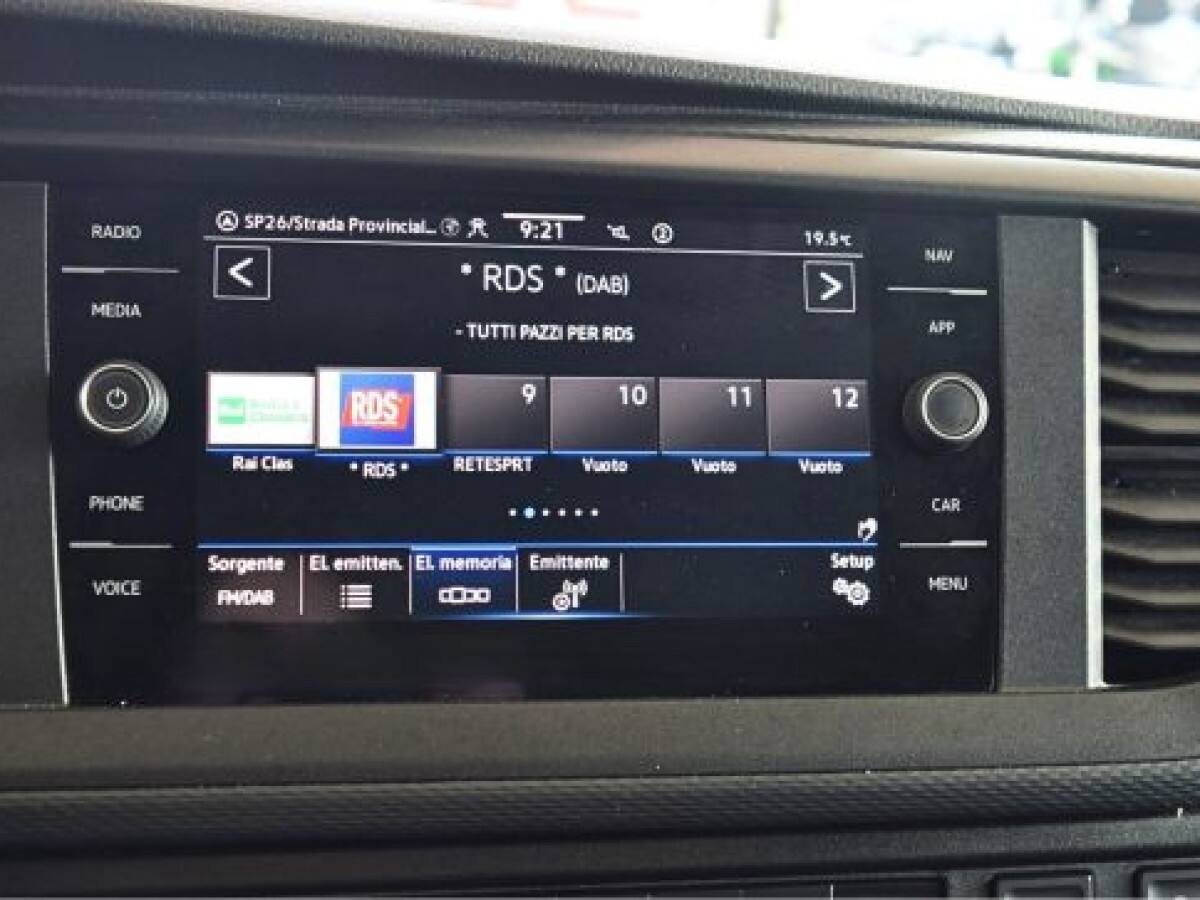 RADIO
MEDIA
PHONE
VOICE
SP26/Strada Provincial...
9:21
2
19.5°C
<
* RDS * (DAB)
>
- TUTTI PAZZI PER RDS
Rai
RDS
9
10
11
12
Rai Clas
* RDS *
RETESPRT
Vuoto
Vuoto
Vuoto
Sorgente
El. emitten.
El. memoria
Emittente
Setup
FM/DAB
NAV
APP
CAR
MENU